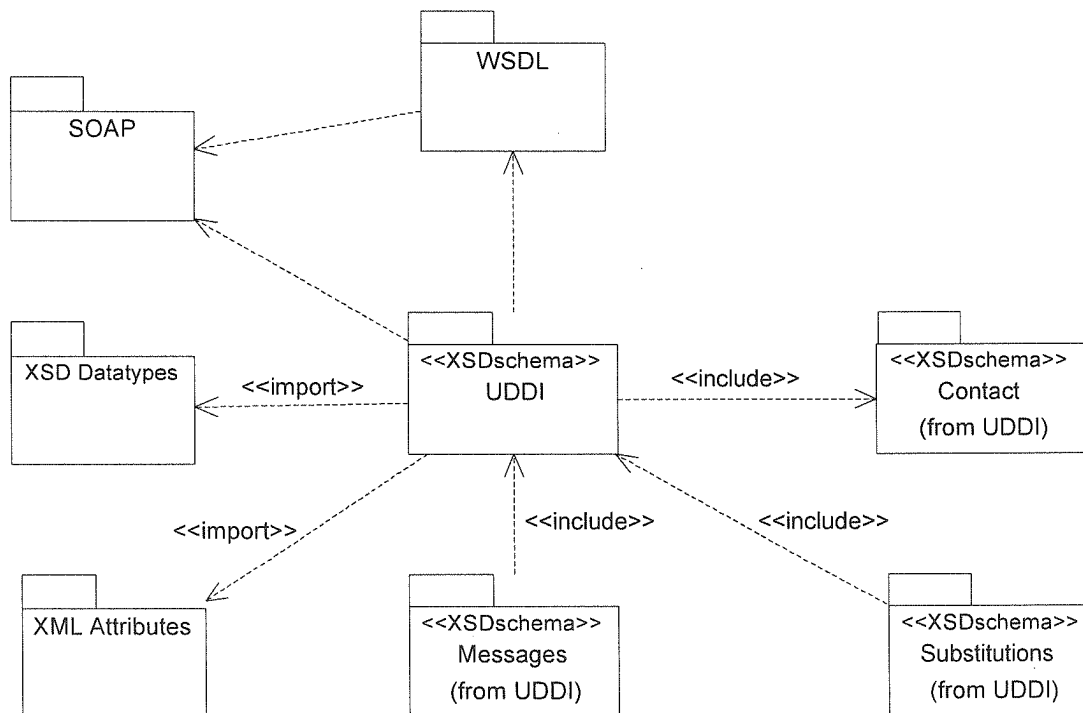 WSDL
SOAP
<<XSDschema>>
UDDI
<<XSDschema>>
Contact
(from UDDI)
XSD Datatypes
<<import>>
<<include>>
<<import>>
<<include>>
<<include>>
XML Attributes
<<XSDschema>>
Messages
(from UDDI)
<<XSDschema>>
Substitutions
(from UDDI)